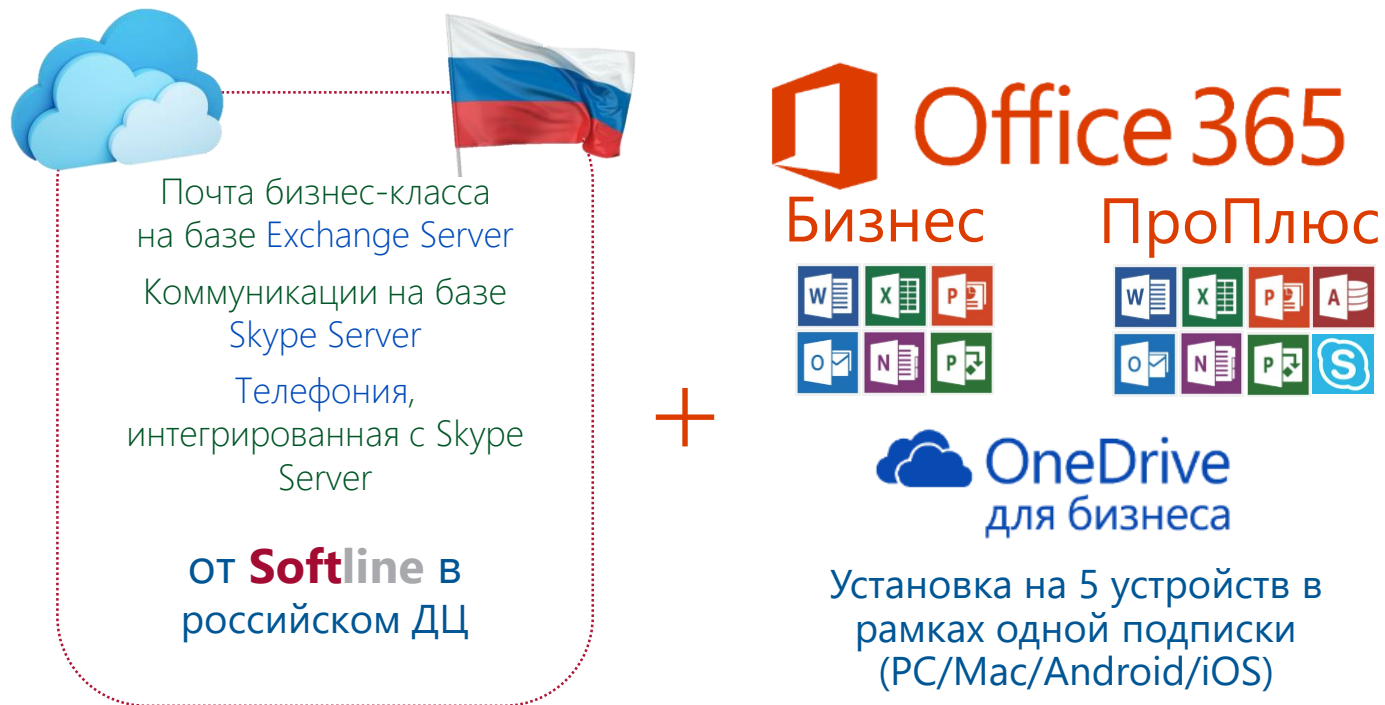 Почта бизнес-класса
на базе Exchange Server
Коммуникации на базе
Skype Server
Телефония,
интегрированная с Skype
Server
от Softline в
российском ДЦ
+
Office 365
Бизнес
ПроПлюс
W X P
O N P
W X P A
O N P S
OneDrive
для бизнеса
Установка на 5 устройств в
рамках одной подписки
(PC/Mac/Android/iOS)